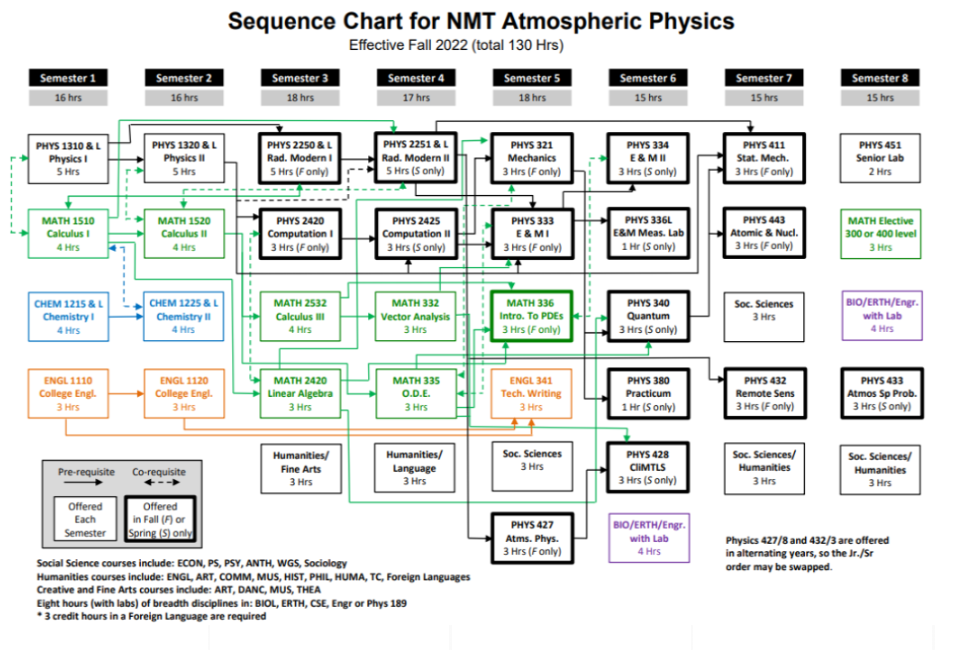 Sequence Chart for NMT Atmospheric Physics
Effective Fall 2022 (total 130 Hrs)
Semester 1
Semester 2
Semester 3
Semester 4
Semester 5
Semester 6
Semester 7
Semester 8
16 hrs
16 hrs
18 hrs
17 hrs
18 hrs
15 hrs
15 hrs
15 hrs
PHYS 1310 & L
Physics I
5 Hrs
PHYS 1320 & L
Physics II
5 Hrs
PHYS 2250 & L
Rad. Modern I
5 Hrs (F only)
PHYS 2251 & L
Rad. Modern II
5 Hrs (S only)
PHYS 321
Mechanics
3 Hrs (F only)
PHYS 334
E & M II
3 Hrs (S only)
PHYS 411
Stat. Mech.
3 Hrs (F only)
PHYS 451
Senior Lab
2 Hrs
MATH 1510
Calculus I
4 Hrs
MATH 1520
Calculus II
4 Hrs
PHYS 2420
Computation I
3 Hrs (F only)
PHYS 2425
Computation II
3 Hrs (S only)
PHYS 333
E & M I
3 Hrs (F only)
PHYS 336L
E&M Meas. Lab
1 Hr (S only)
PHYS 443
Atomic & Nucl.
3 Hrs (F only)
MATH Elective
300 or 400 level
3 Hrs
CHEM 1215 & L
Chemistry I
4 Hrs
CHEM 1225 & L
Chemistry II
4 Hrs
MATH 2532
Calculus III
4 Hrs
MATH 332
Vector Analysis
3 Hrs
MATH 336
Intro. To PDEs
3 Hrs (F only)
PHYS 340
Quantum
3 Hrs (S only)
Soc. Sciences
3 Hrs
BIO/ERTH/Engr.
with Lab
4 Hrs
ENGL 1110
College Engl.
3 Hrs
ENGL 1120
College Engl.
3 Hrs
MATH 2420
Linear Algebra
3 Hrs
MATH 335
O.D.E.
3 Hrs
ENGL 341
Tech. Writing
3 Hrs
PHYS 380
Practicum
1 Hr (S only)
PHYS 432
Remote Sens
3 Hrs (F only)
PHYS 433
Atmos Sp Prob.
3 Hrs (S only)
Humanities/
Fine Arts
3 Hrs
Humanities/
Language
3 Hrs
Soc. Sciences
3 Hrs
PHYS 428
CliMTLS
3 Hrs (S only)
Soc. Sciences/
Humanities
3 Hrs
Soc. Sciences/
Humanities
3 Hrs
Pre-requisite
Co-requisite
Offered
Each
Semester
Offered
in Fall (F) or
Spring (S) only
PHYS 427
Atms. Phys.
3 Hrs (F only)
BIO/ERTH/Engr.
with Lab
4 Hrs
Physics 427/8 and 432/3 are offered
in alternating years, so the Jr./Sr
order may be swapped.
Social Science courses include: ECON, PS, PSY, ANTH, WGS, Sociology
Humanities courses include: ENGL, ART, COMM, MUS, HIST, PHIL, HUMA, TC, Foreign Languages
Creative and Fine Arts courses include: ART, DANC, MUS, THEA
Eight hours (with labs) of breadth disciplines in: BIOL, ERTH, CSE, Engr or Phys 189
* 3 credit hours in a Foreign Language are required